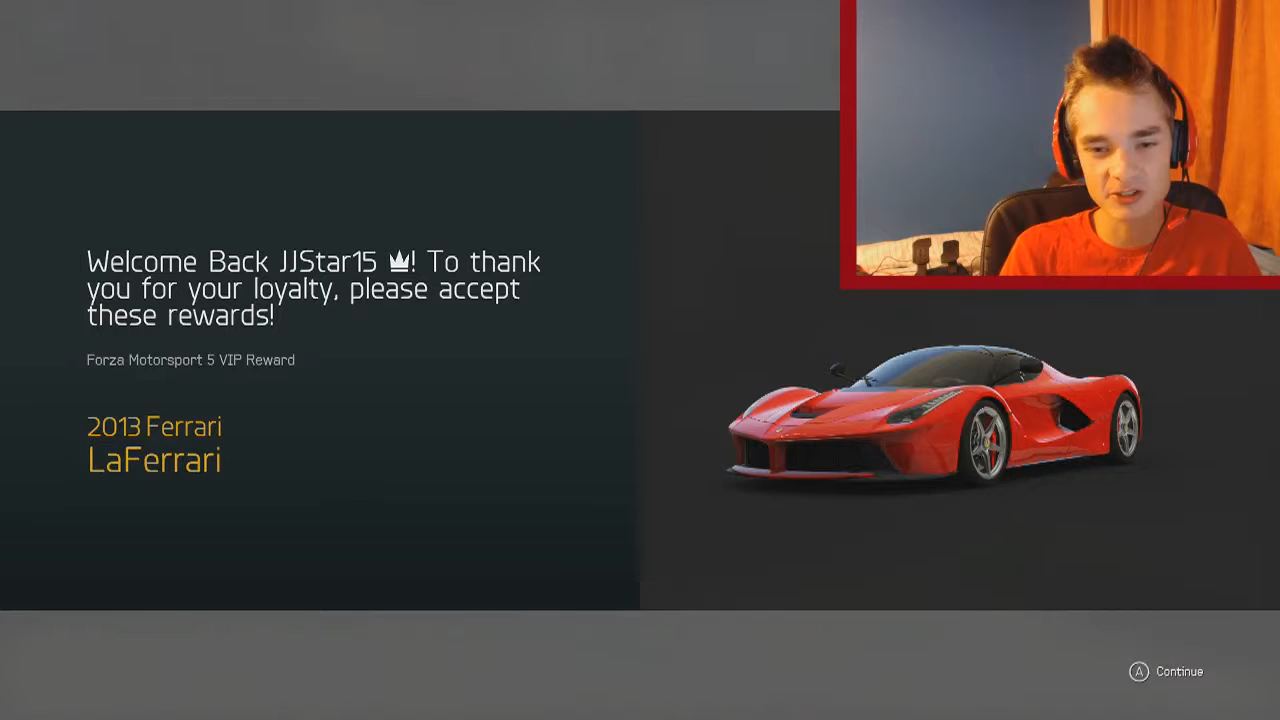 Welcome Back JJStar15 ! To thank
you for your loyalty, please accept
these rewards!
Forza Motorsport 5 VIP Reward
2013 Ferrari
LaFerrari
A Continue